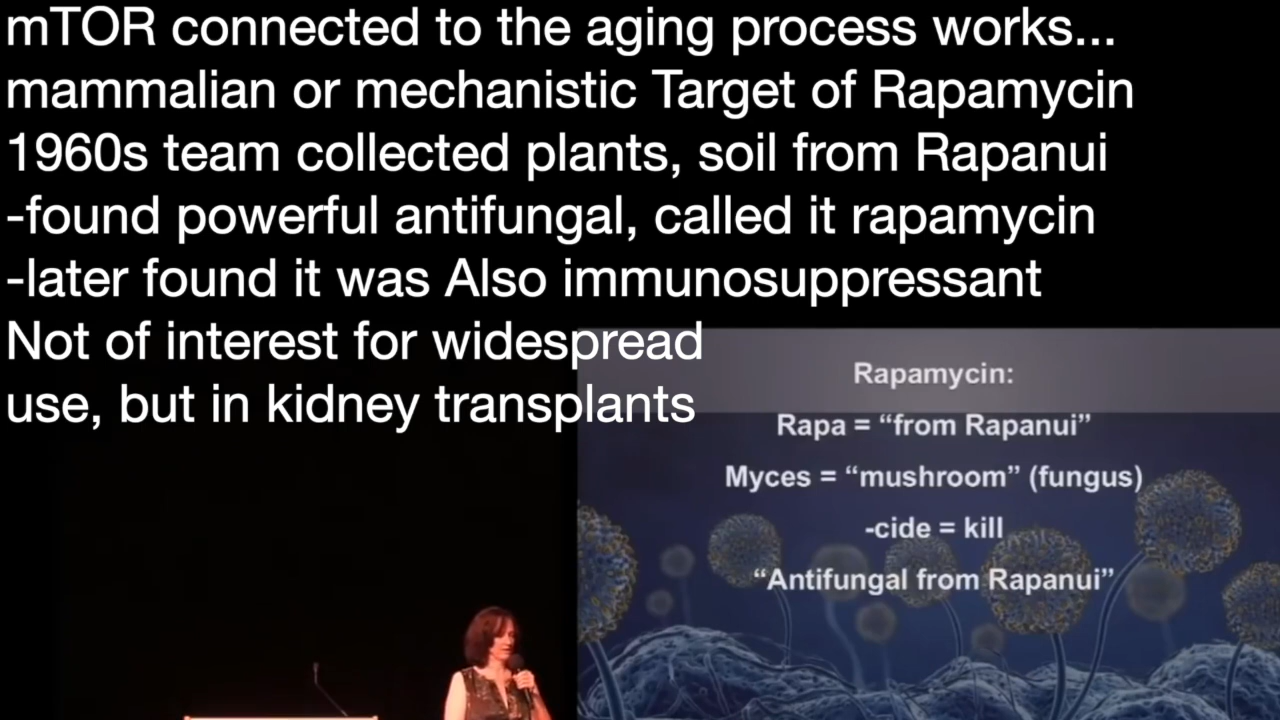 mTOR connected to the aging process works...
mammalian or mechanistic Target of Rapamycin
1960s team collected plants, soil from Rapanui
-found powerful antifungal, called it rapamycin
-later found it was Also immunosuppressant
Not of interest for widespread
use, but in kidney transplants
Rapamycin:
Rapa = “from Rapanui”
Myces = “mushroom” (fungus)
-cide = kill
“Antifungal from Rapanui”